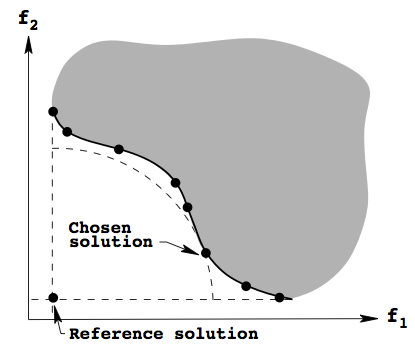 f2
Chosen
solution
f1
Reference solution